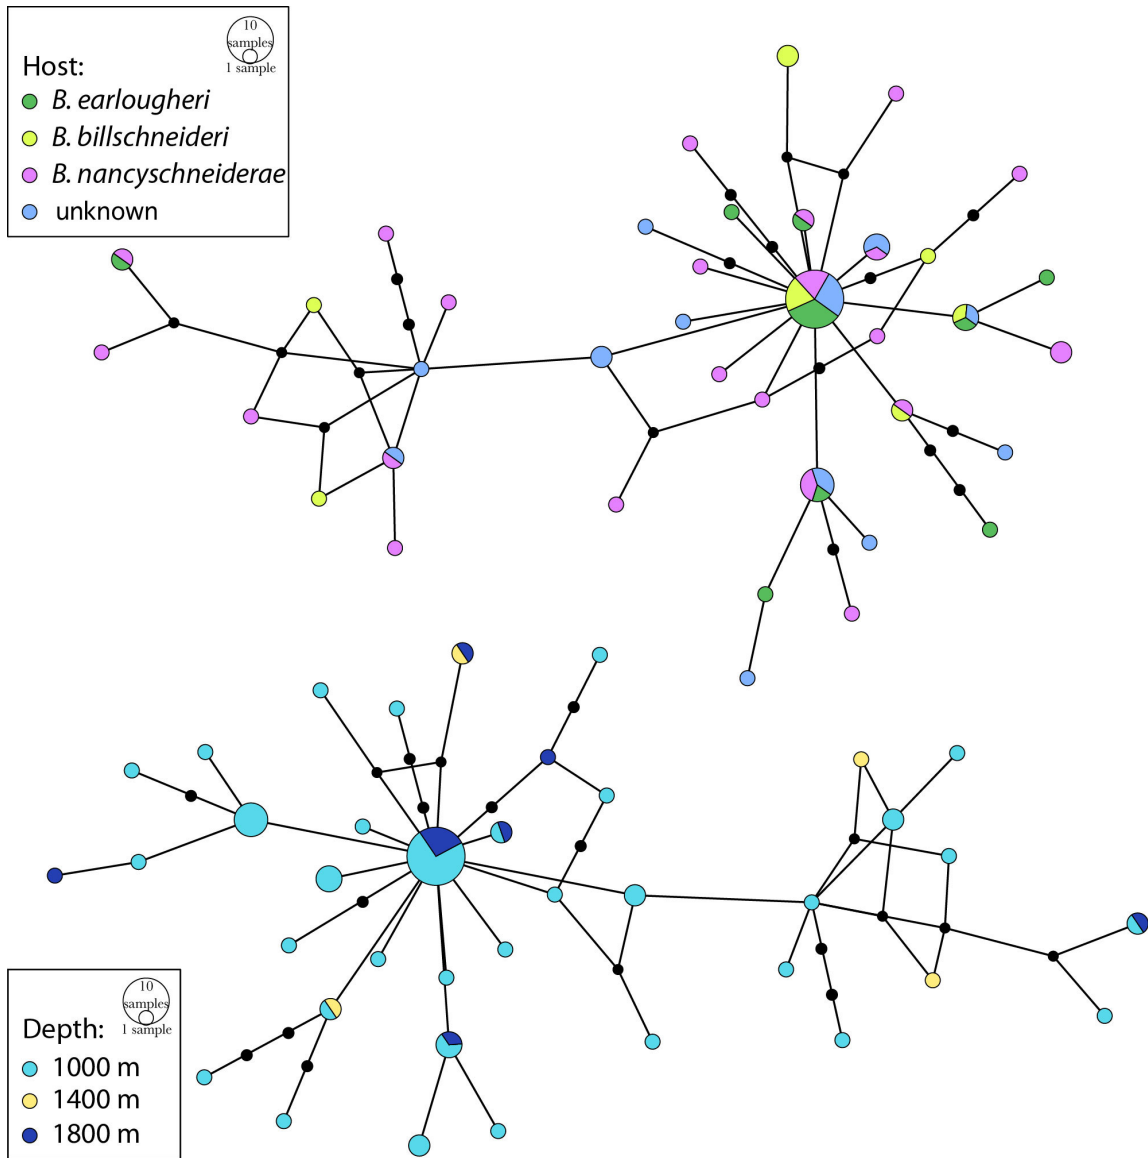 10
samples
1 sample
Host:
B. earlougheri
B. billschneideri
B. nancyschneiderae
unknown
10
samples
1 sample
Depth:
1000 m
1400 m
1800 m